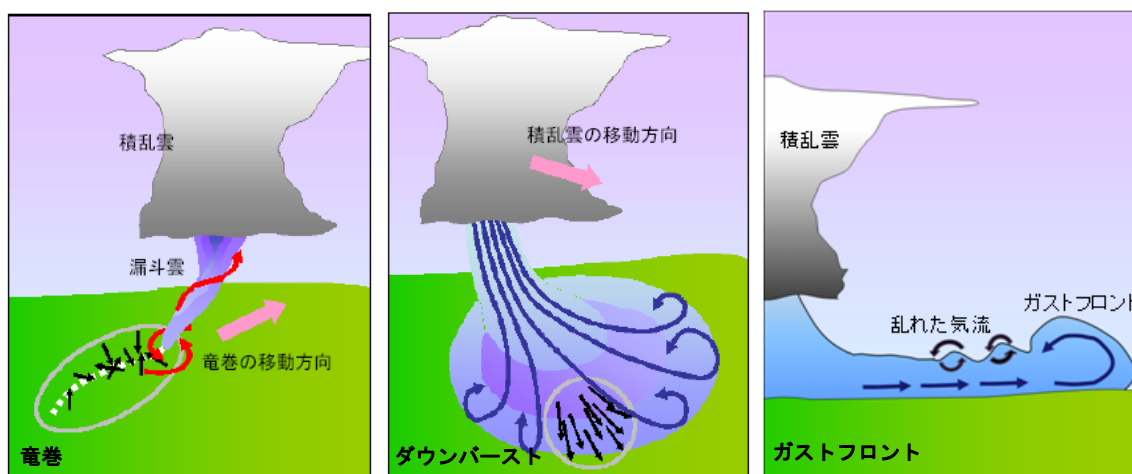 積乱雲
漏斗雲
竜巻の移動方向
竜巻
積乱雲の移動方向
ダウンバースト
積乱雲
ガストフロント
乱れた気流
ガストフロント